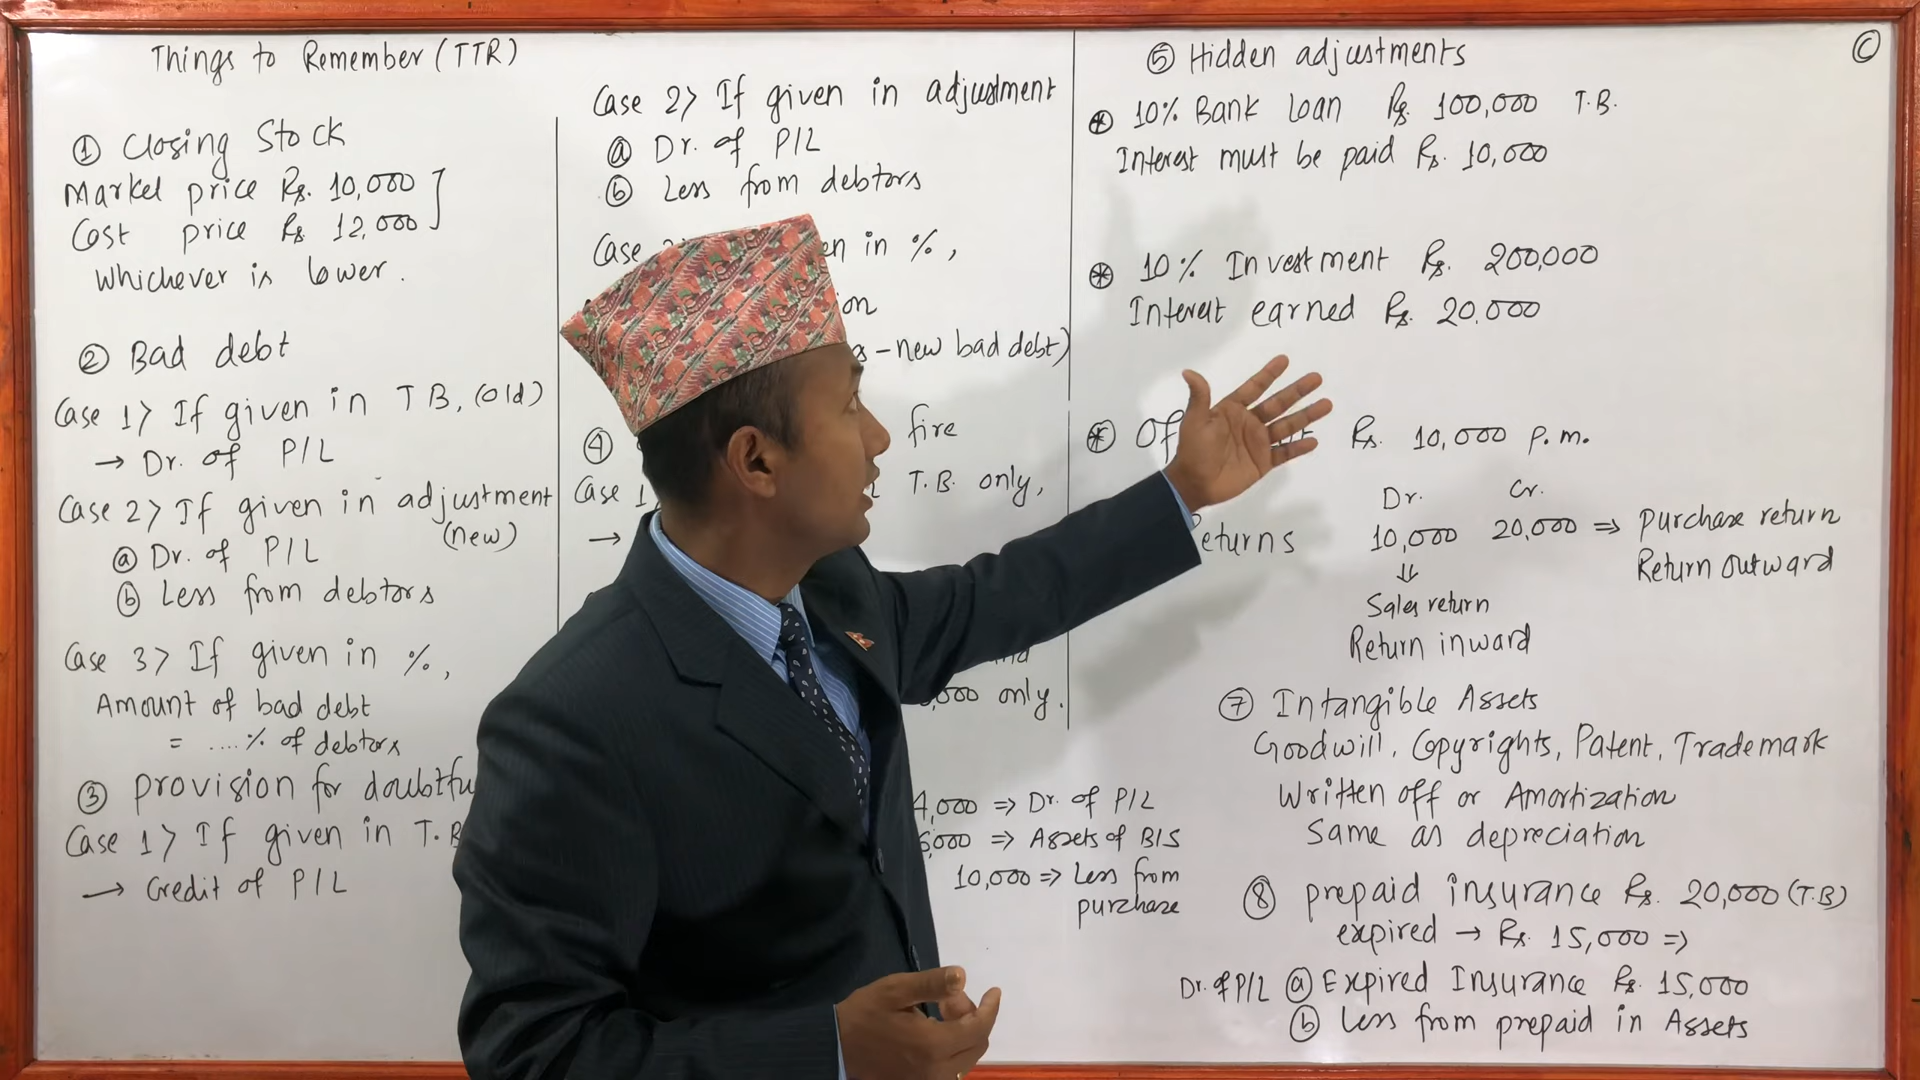 Things to Remember (TTR)
① Closing Stock
Market price Rs. 10,000
Cost price Rs 12,000
Whichever is lower.
② Bad debt
Case 1> If given in T B, (old)
→ Dr. of P/L
Case 2> If given in adjustment
(new)
ⓐ Dr. of P/L
ⓑ Less from debtors
Case 3> If given in %,
Amount of bad debt
= ....% of debtors
③ provision for
Case 1> If given in T.B
→ Credit of P/L
Case 2> If given in adjustment
ⓐ Dr. of P/L
ⓑ Less from debtors
Case in %,
- new bad debt)
④ fire
Case 1 T.B. only,
→
only.
4,000 ⇒ Dr. of P/L
⇒ Assets of B/S
10,000 ⇒ Less from
purchase
⑤ Hidden adjustments
10% Bank loan Rs. 100,000 T.B.
Interest must be paid Rs. 10,000
10% Investment Rs. 200,000
Interest earned Rs. 20,000
Rs. 10,000 p.m.
Dr. Cr.
10,000 20,000 ⇒ purchase return
Return outward
⇓
Sales return
Return inward
⑦ Intangible Assets
Goodwill, Copyrights, Patent, Trademark
Written off or Amortization
Same as depreciation
⑧ prepaid insurance Rs. 20,000 (T.B)
expired → Rs. 15,000 ⇒
Dr. of P/L ⓐ Expired Insurance Rs. 15,000
ⓑ Less from prepaid in Assets
©